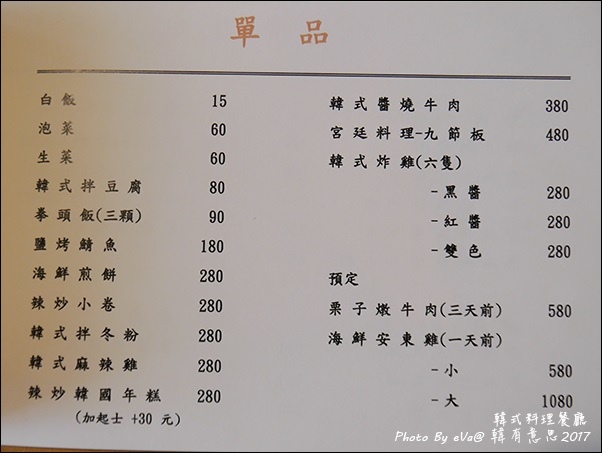 單品
白飯 15
泡菜 60
生菜 60
韓式拌豆腐 80
拳頭飯(三顆) 90
鹽烤鯖魚 180
海鮮煎餅 280
辣炒小卷 280
韓式拌冬粉 280
韓式麻辣雞 280
辣炒韓國年糕 280
(加起士 +30 元)
韓式醬燒牛肉 380
宮廷料理-九節板 480
韓式炸雞(六隻)
-黑醬 280
-紅醬 280
-雙色 280
預定
栗子燉牛肉(三天前) 580
海鮮安東雞(一天前)
-小 580
-大 1080
韓式料理餐廳
Photo By eVa@ 韓有意思 2017